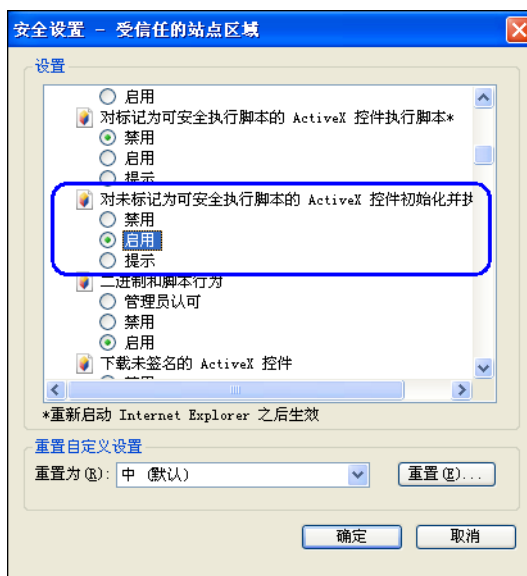 安全设置 - 受信任的站点区域
设置
启用
对标记为可安全执行脚本的 ActiveX 控件执行脚本*
禁用
启用
提示
对未标记为可安全执行脚本的 ActiveX 控件初始化并执
禁用
启用
提示
二进制和脚本行为
管理员认可
禁用
启用
下载未签名的 ActiveX 控件
*重新启动 Internet Explorer 之后生效
重置自定义设置
重置为(R): 中 (默认) 重置(E)...
确定 取消